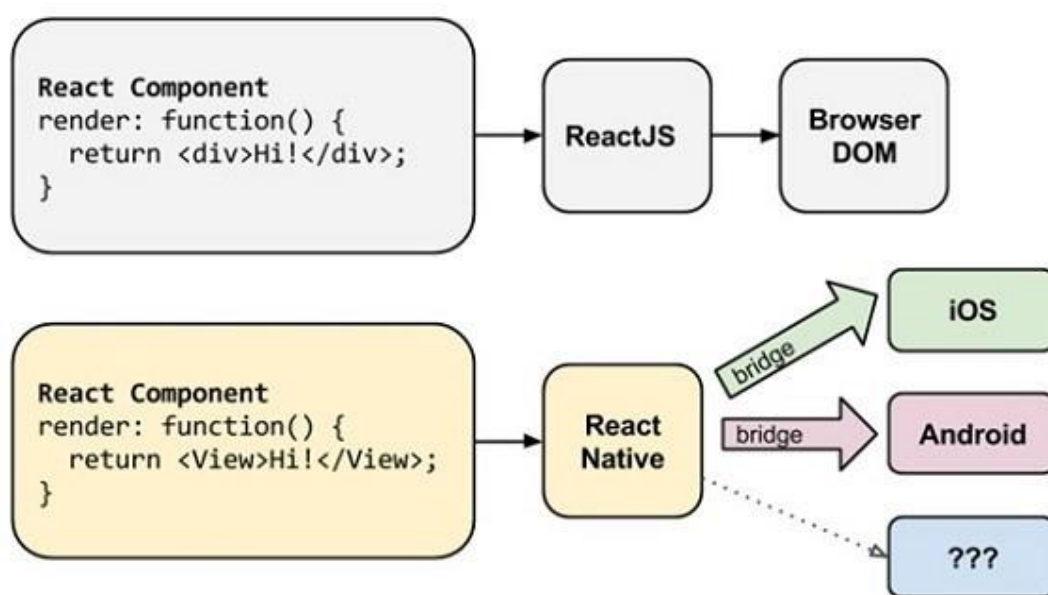 React Component
render: function() {
  return <div>Hi!</div>;
}
ReactJS
Browser
DOM
React Component
render: function() {
  return <View>Hi!</View>;
}
React
Native
bridge
iOS
bridge
Android
???